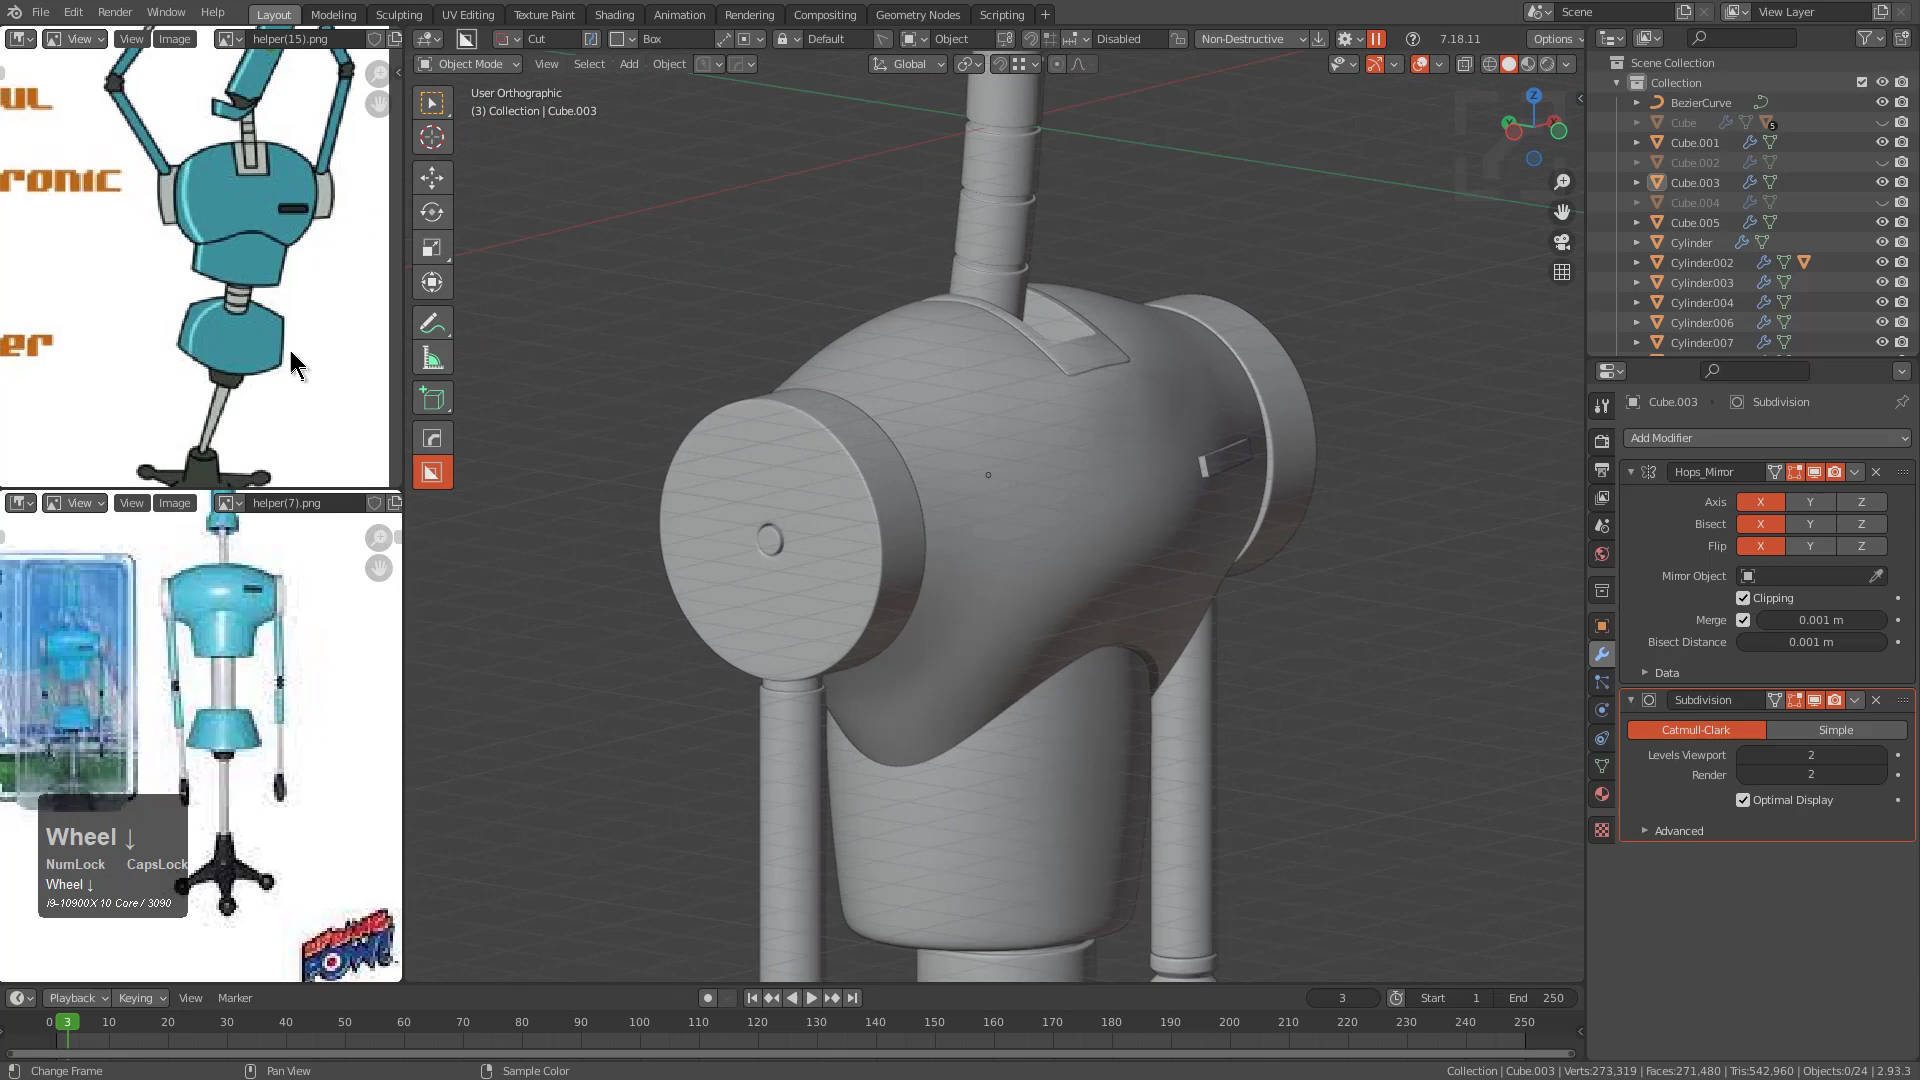 File Edit Render Window Help Layout Modeling Sculpting UV Editing Texture Paint Shading Animation Rendering Compositing Geometry Nodes Scripting + Scene View Layer
View View Image helper(15).png Cut Box Default Object Disabled Non-Destructive 7.18.11 Options
Object Mode View Select Add Object Global
User Orthographic
(3) Collection | Cube.003
UL
ronic
er
Z
Y
X
Scene Collection
Collection
BezierCurve
Cube 5
Cube.001
Cube.002
Cube.003
Cube.004
Cube.005
Cylinder
Cylinder.002
Cylinder.003
Cylinder.004
Cylinder.006
Cylinder.007
Cube.003 Subdivision
Add Modifier
Hops_Mirror
Axis X Y Z
Bisect X Y Z
Flip X Y Z
Mirror Object
Clipping
Merge 0.001 m
Bisect Distance 0.001 m
Data
Subdivision
Catmull-Clark Simple
Levels Viewport 2
Render 2
Optimal Display
Advanced
View View Image helper(7).png
Wheel ↓
NumLock CapsLock
Wheel ↓
i9-10900X 10 Core / 3090
Playback Keying View Marker 3 Start 1 End 250
0 3 10 20 30 40 50 60 70 80 90 100 110 120 130 140 150 160 170 180 190 200 210 220 230 240 250
Change Frame Pan View Sample Color Collection | Cube.003 | Verts:273,319 | Faces:271,480 | Tris:542,960 | Objects:0/24 | 2.93.3